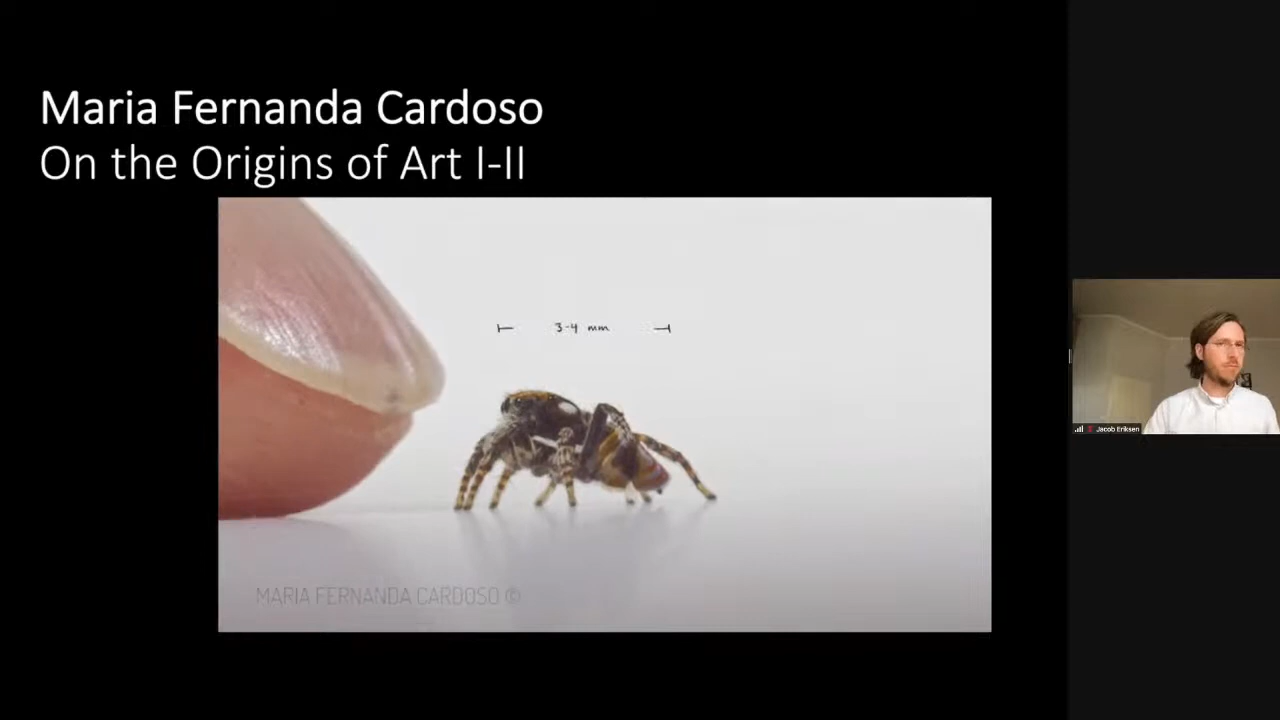 Maria Fernanda Cardoso
On the Origins of Art I-II
3-4 mm
MARIA FERNANDA CARDOSO ©
Jacob Eriksen